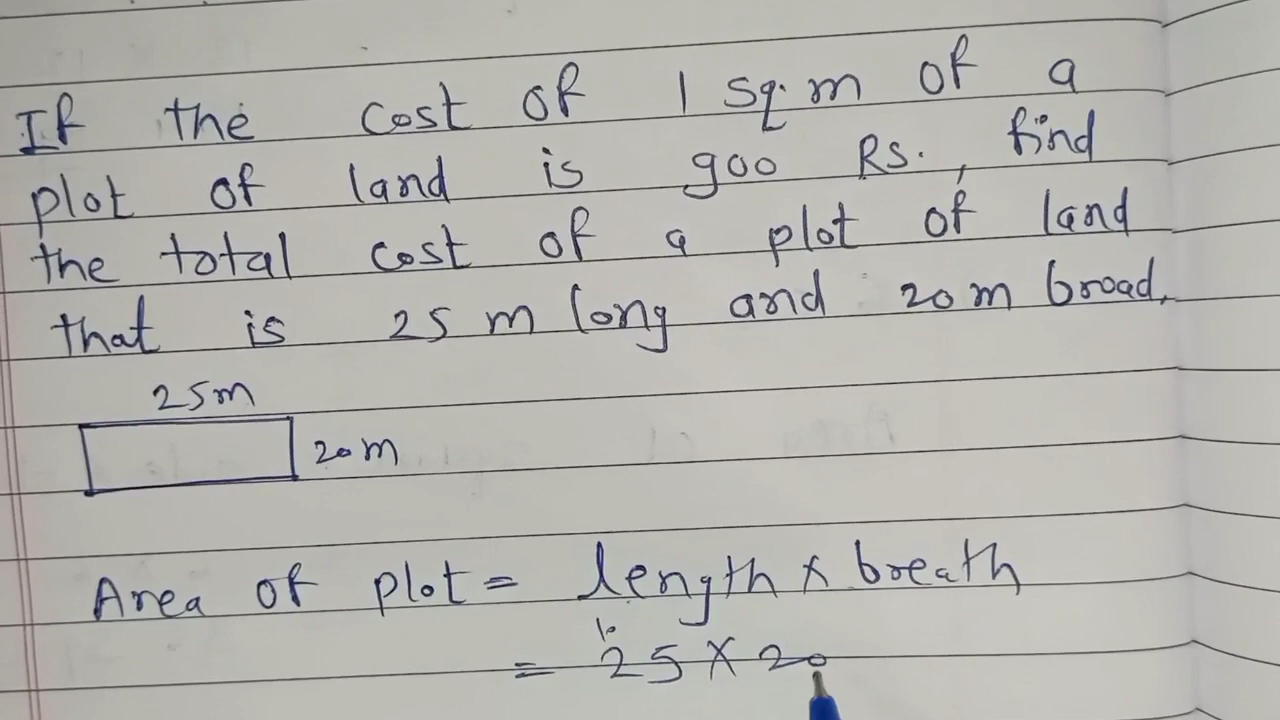 If the cost of 1 sq.m of a
plot of land is 900 Rs., find
the total cost of a plot of land
that is 25 m long and 20 m broad.
25m
20m
Area of plot = length × breath
10
= 25 × 20